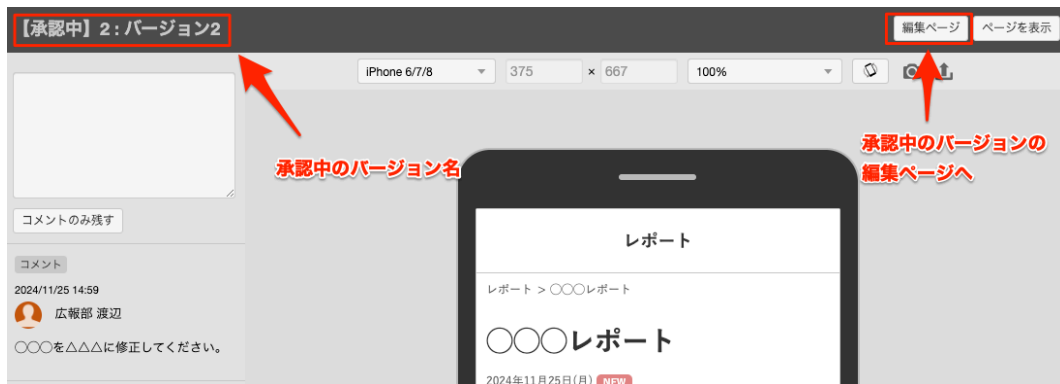 【承認中】2：バージョン2
編集ページ
ページを表示
iPhone 6/7/8
375
×
667
100%
承認中のバージョン名
承認中のバージョンの
編集ページへ
コメントのみ残す
コメント
2024/11/25 14:59
広報部 渡辺
〇〇〇を△△△に修正してください。
レポート
レポート > 〇〇〇レポート
〇〇〇レポート
2024年11月25日(月) NEW